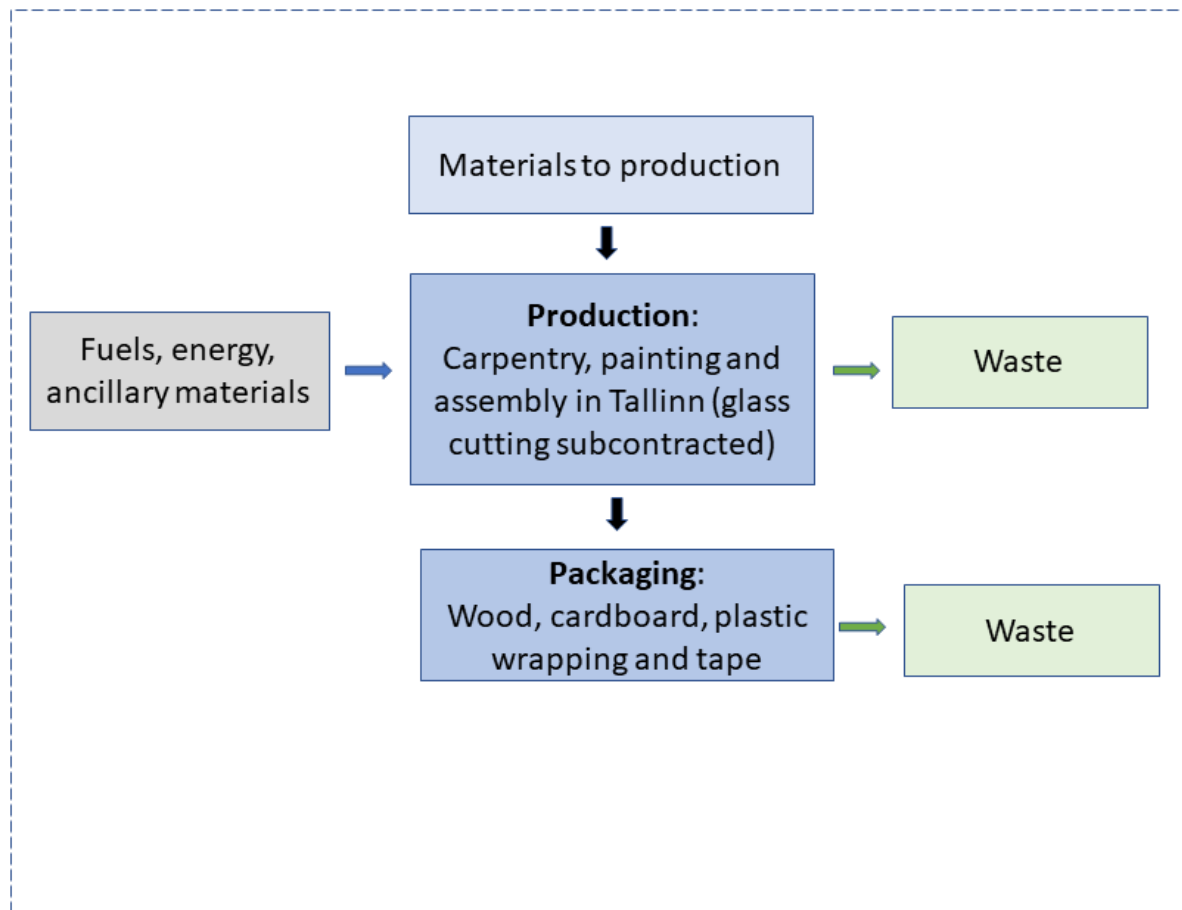 Materials to production
Fuels, energy,
ancillary materials
Production:
Carpentry, painting and
assembly in Tallinn (glass
cutting subcontracted)
Waste
Packaging:
Wood, cardboard, plastic
wrapping and tape
Waste